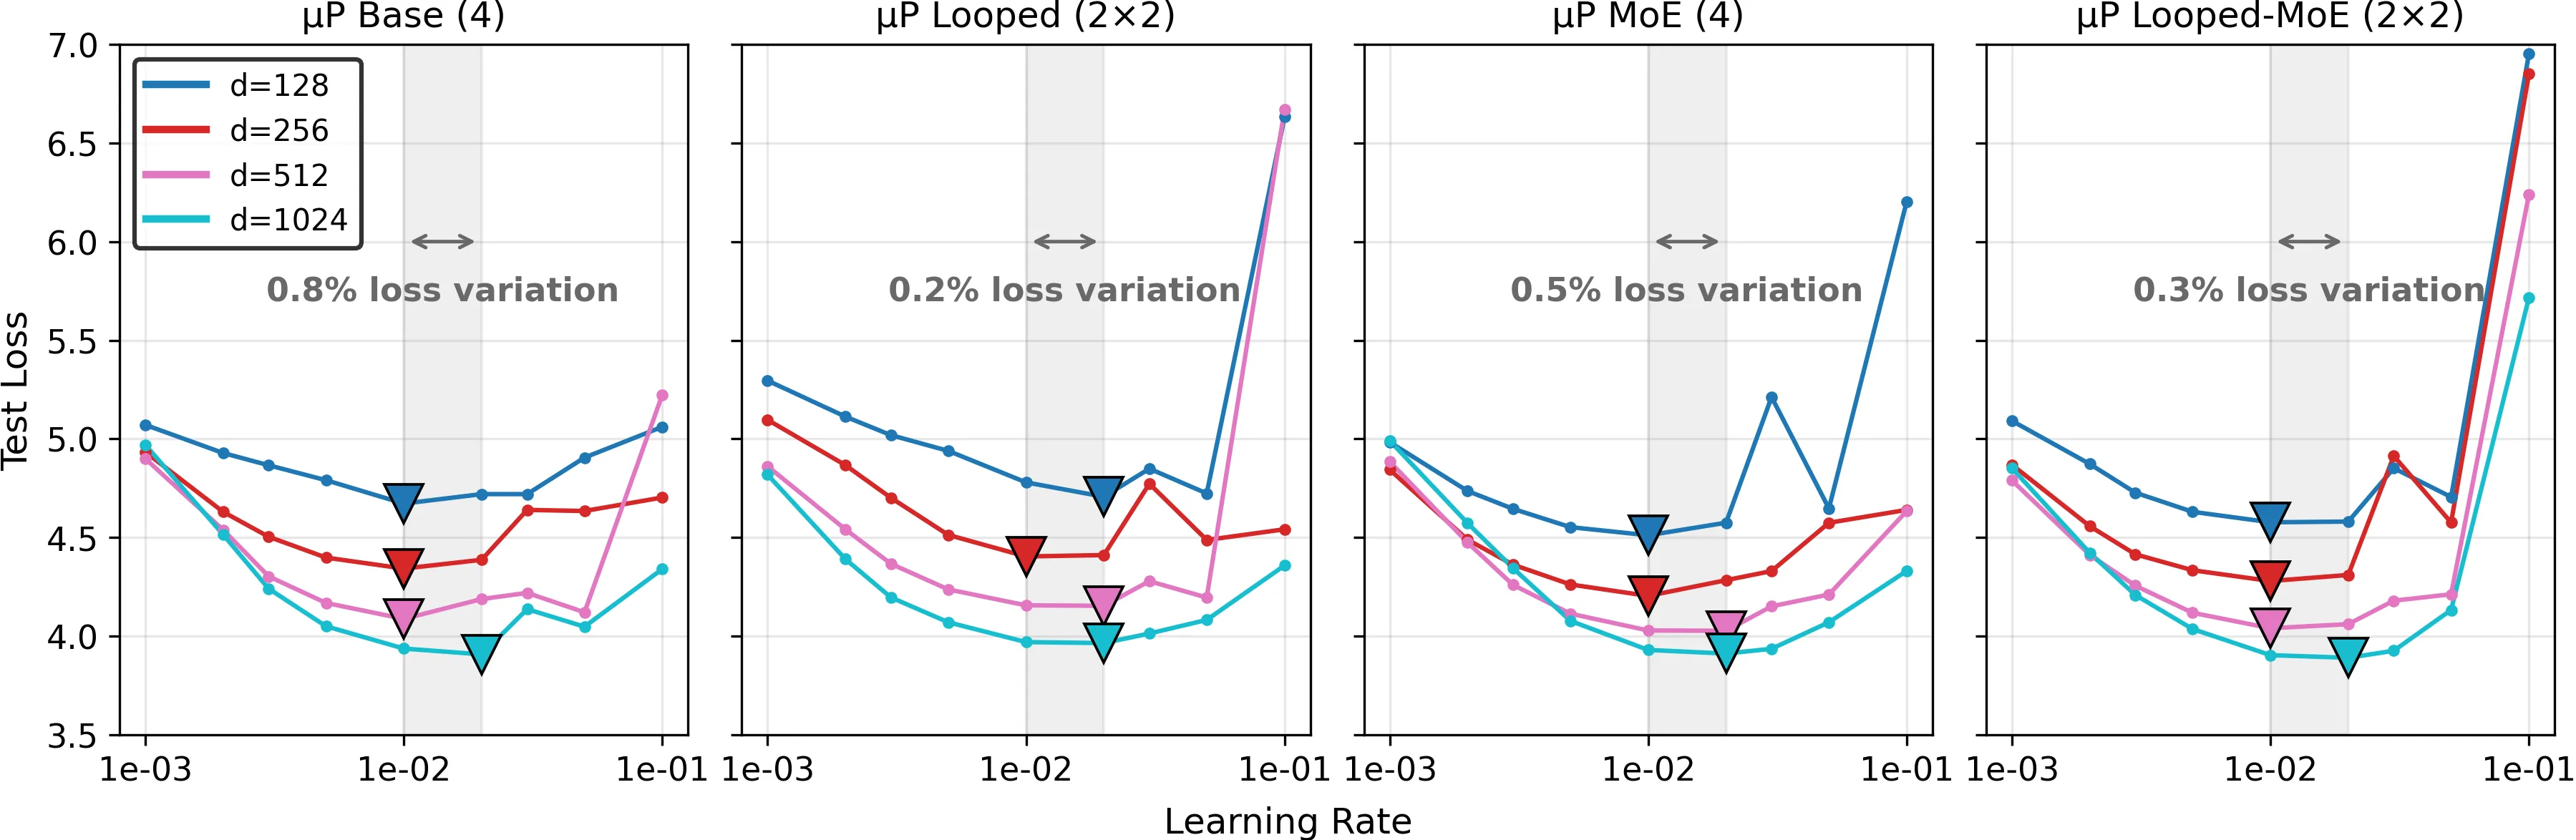 μP Base (4)
μP Looped (2×2)
μP MoE (4)
μP Looped-MoE (2×2)
Test Loss
7.0
6.5
6.0
5.5
5.0
4.5
4.0
3.5
d=128
d=256
d=512
d=1024
0.8% loss variation
0.2% loss variation
0.5% loss variation
0.3% loss variation
1e-03 1e-02 1e-01
1e-03 1e-02 1e-01
1e-03 1e-02 1e-01
1e-03 1e-02 1e-01
Learning Rate